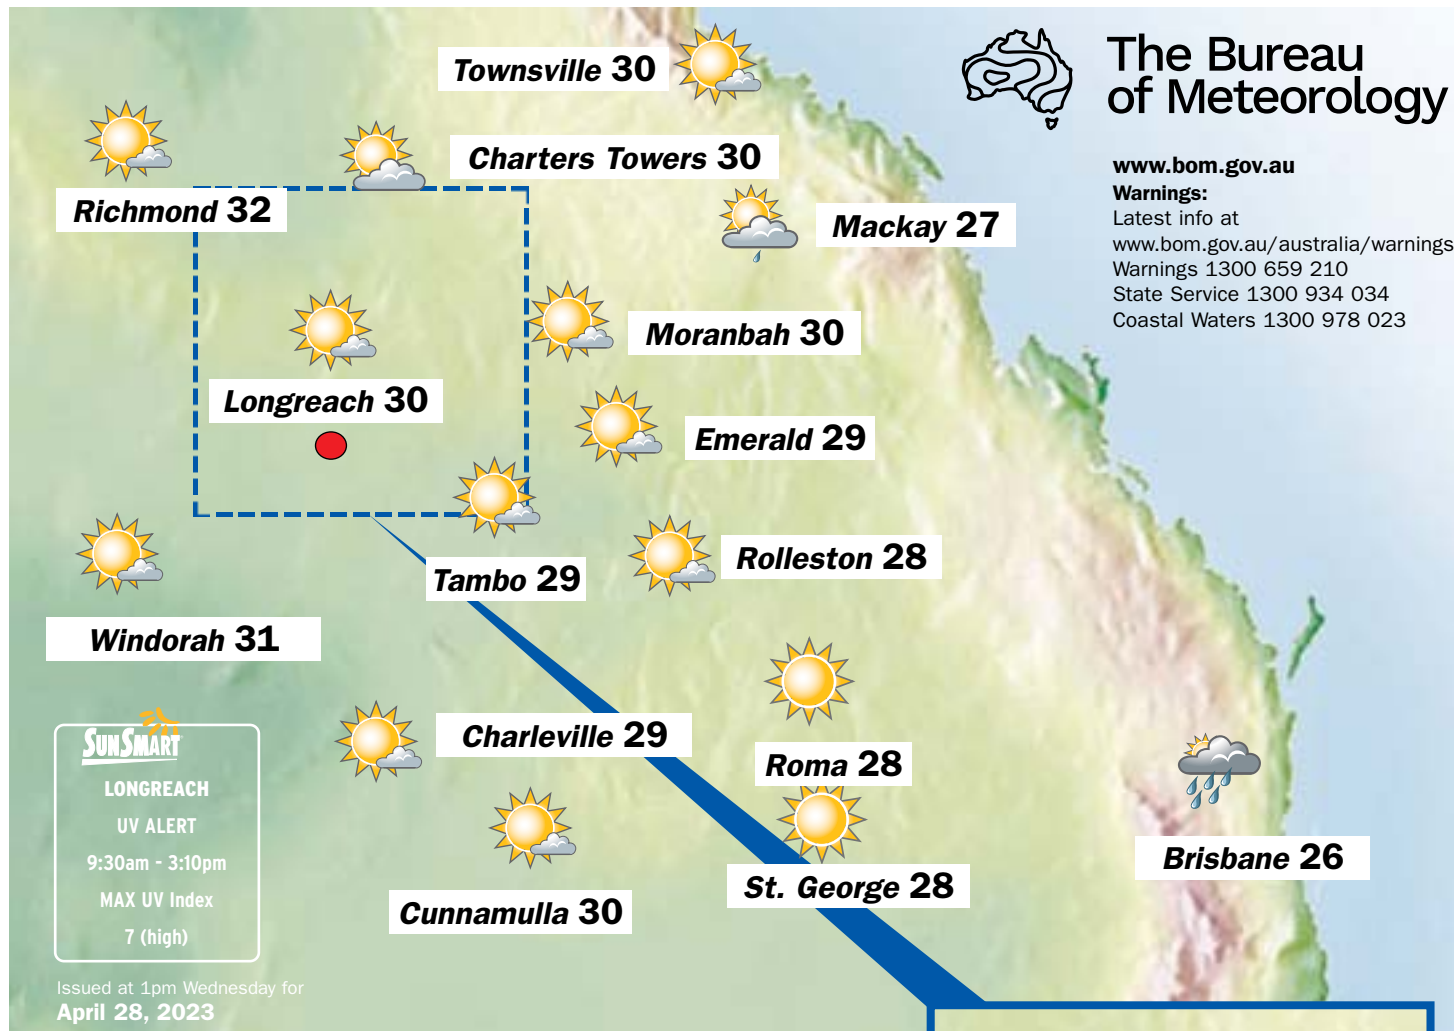 The Bureau
of Meteorology
www.bom.gov.au
Warnings:
Latest info at
www.bom.gov.au/australia/warnings
Warnings 1300 659 210
State Service 1300 934 034
Coastal Waters 1300 978 023
Townsville 30
Charters Towers 30
Richmond 32
Mackay 27
Moranbah 30
Longreach 30
Emerald 29
Rolleston 28
Tambo 29
Windorah 31
Charleville 29
Roma 28
Brisbane 26
St. George 28
Cunnamulla 30
SUNSMART
LONGREACH
UV ALERT
9:30am - 3:10pm
MAX UV Index
7 (high)
Issued at 1pm Wednesday for
April 28, 2023